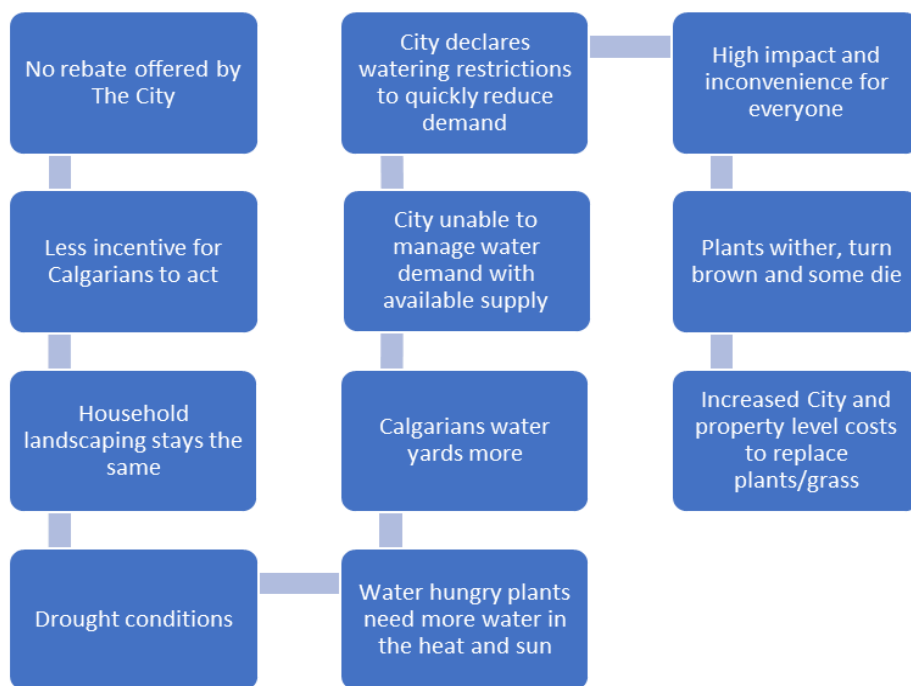 No rebate offered by
The City
Less incentive for
Calgarians to act
Household
landscaping stays the
same
Drought conditions
Water hungry plants
need more water in
the heat and sun
Calgarians water
yards more
City unable to
manage water
demand with
available supply
City declares
watering restrictions
to quickly reduce
demand
High impact and
inconvenience for
everyone
Plants wither, turn
brown and some die
Increased City and
property level costs
to replace
plants/grass